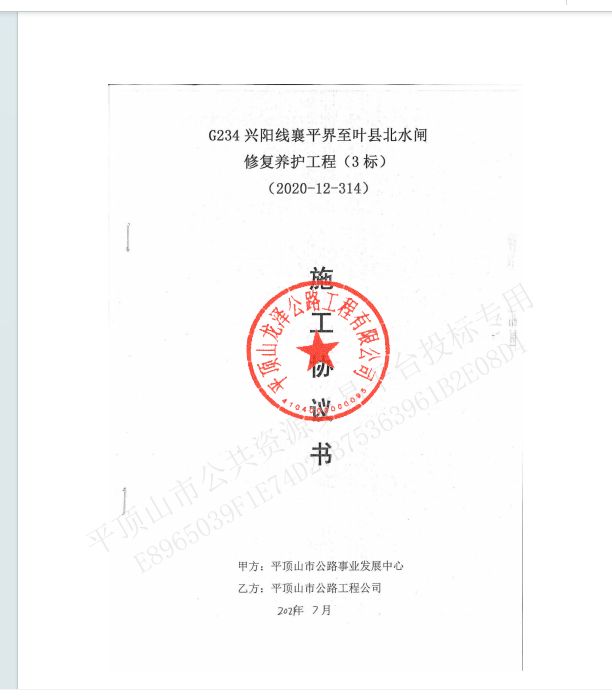 G234 兴阳线襄平界至叶县北水闸
修复养护工程（3 标）
（2020-12-314）
施
工
协
议
书
平顶山龙泽公路工程有限公司
平顶山市公共资源交易平台投标专用
甲方：平顶山市公路事业发展中心
乙方：平顶山市公路工程公司
2021年 7 月